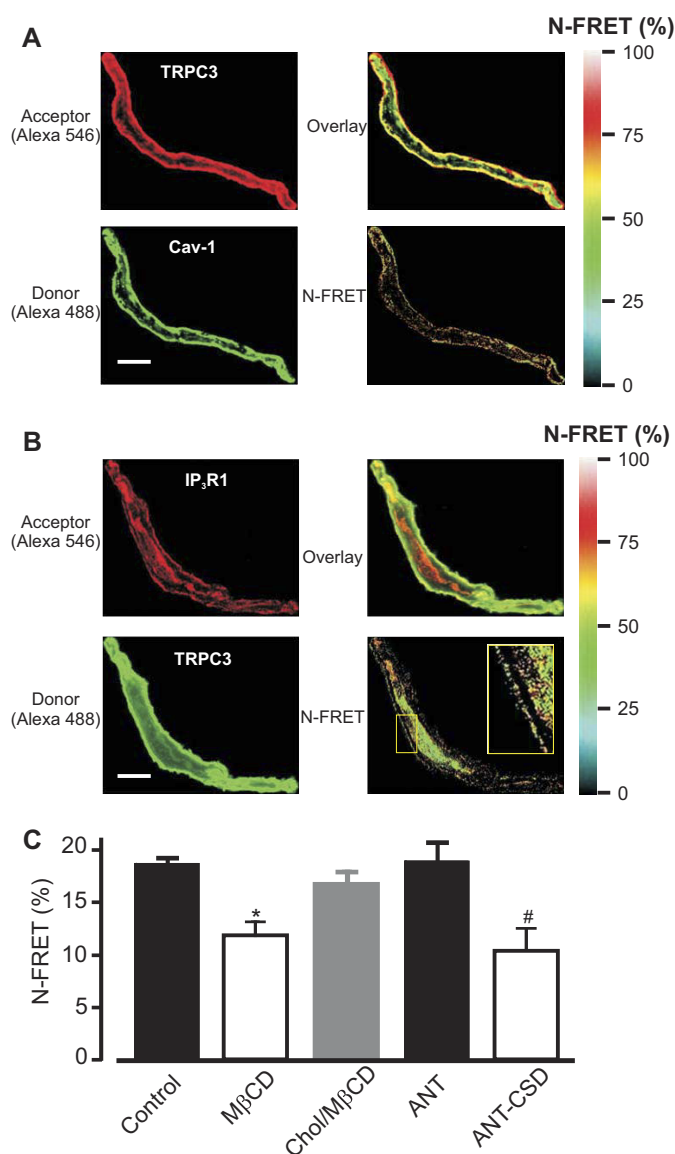 A
N-FRET (%)
TRPC3
Acceptor
(Alexa 546)
Overlay
100
75
50
25
0
Cav-1
Donor
(Alexa 488)
N-FRET
B
N-FRET (%)
IP₃R1
Acceptor
(Alexa 546)
Overlay
100
75
50
25
0
TRPC3
Donor
(Alexa 488)
N-FRET
C
N-FRET (%)
20
15
10
5
0
*
#
Control
MβCD
Chol/MβCD
ANT
ANT-CSD